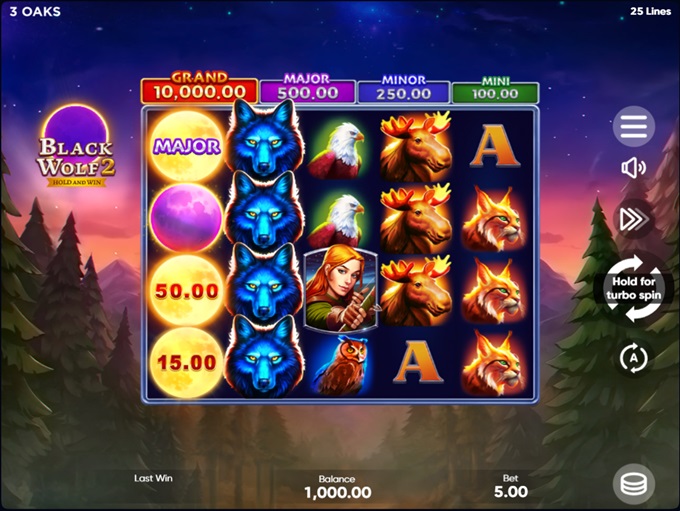 3 OAKS
25 Lines
GRAND
10,000.00
MAJOR
500.00
MINOR
250.00
MINI
100.00
BLACK
WOLF 2
HOLD AND WIN
MAJOR
A
50.00
Hold for
turbo spin
15.00
A
A
Last Win
Balance
1,000.00
Bet
5.00